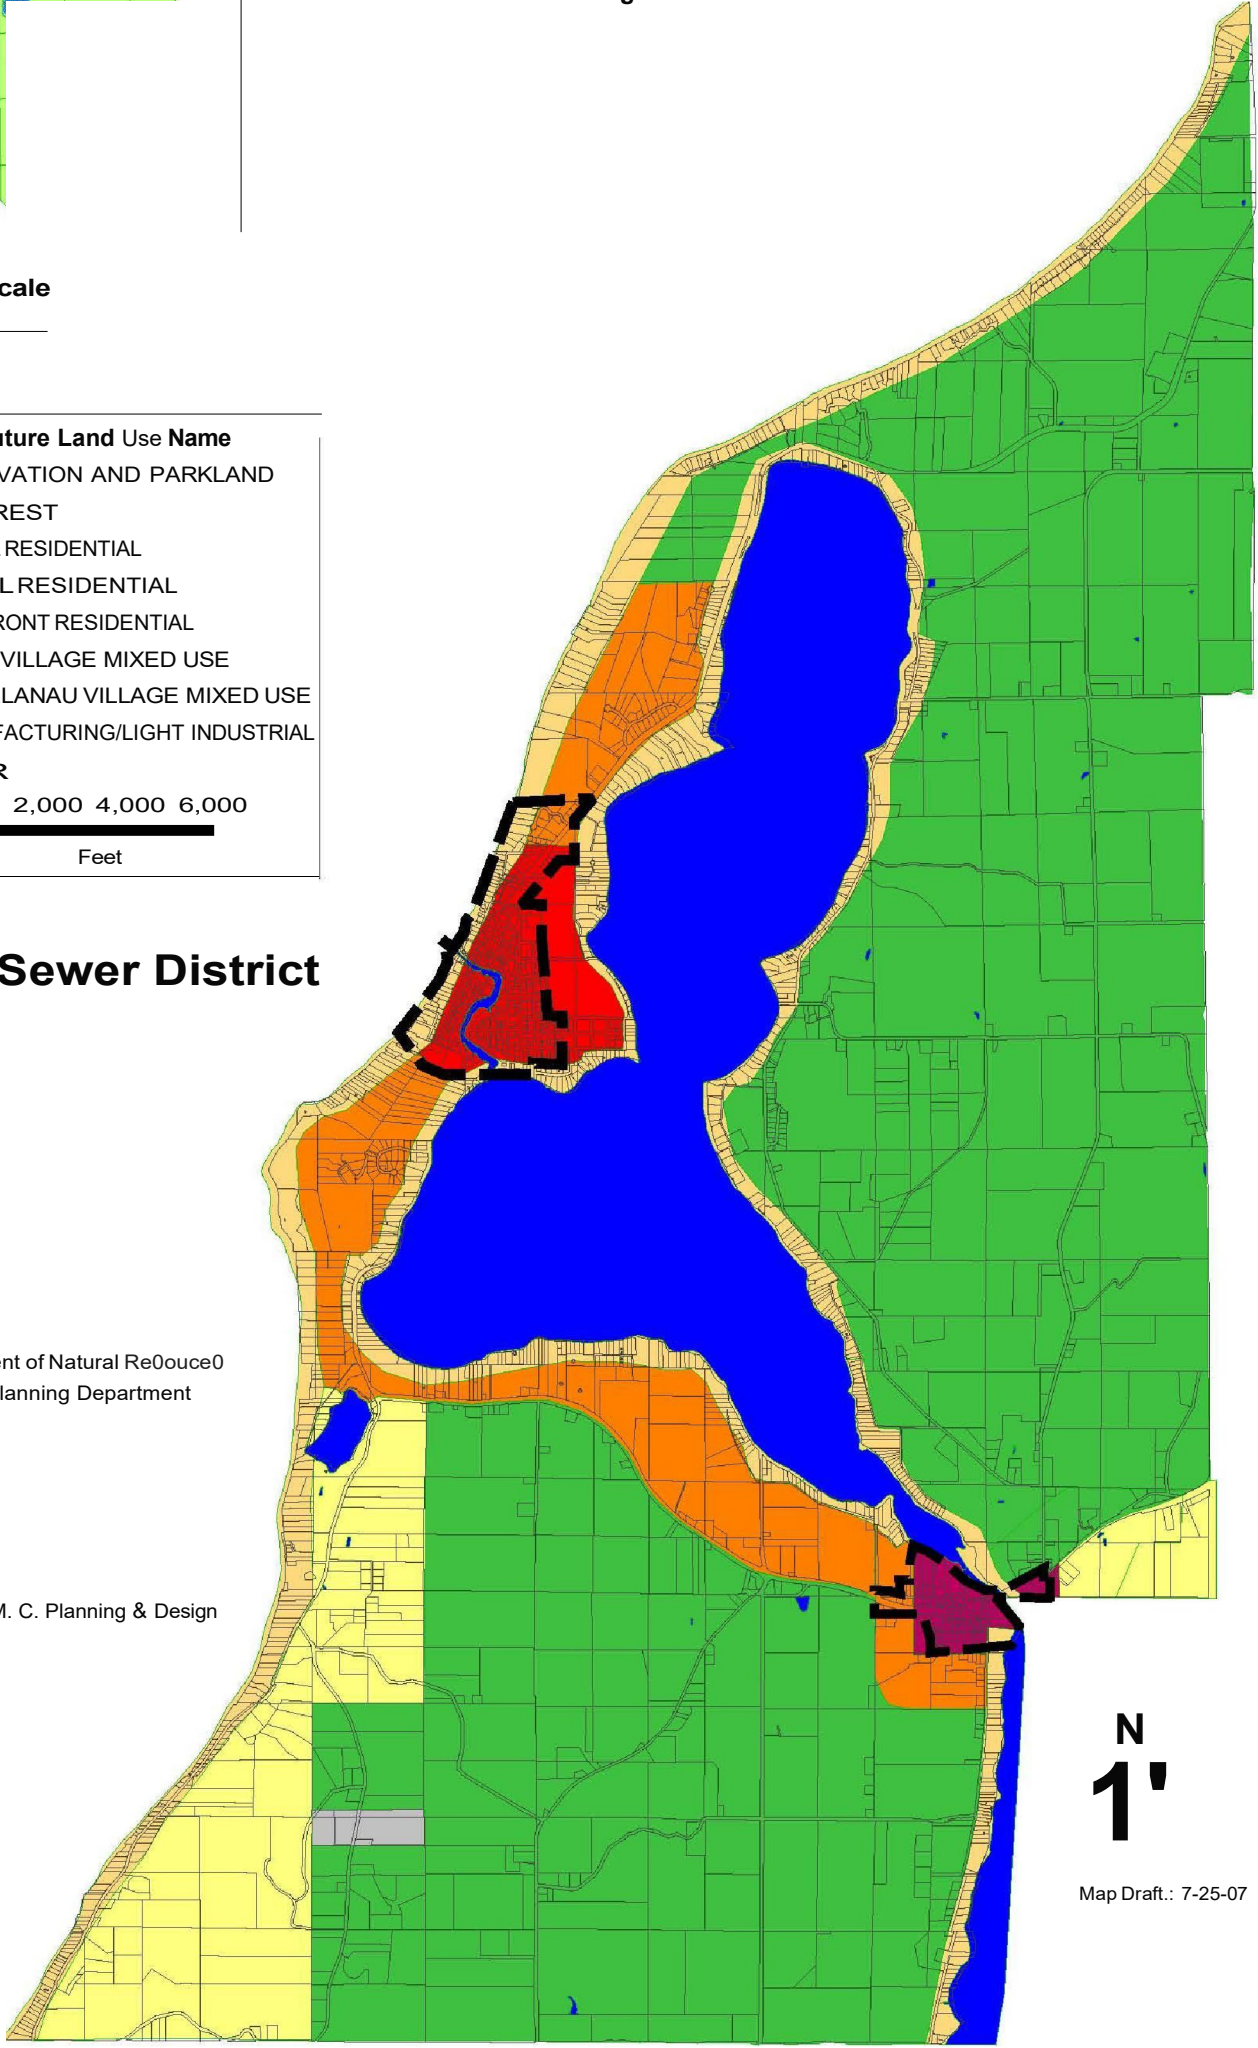 g
cale
uture Land Use Name
VATION AND PARKLAND
REST
RESIDENTIAL
L RESIDENTIAL
RONT RESIDENTIAL
VILLAGE MIXED USE
LANAU VILLAGE MIXED USE
FACTURING/LIGHT INDUSTRIAL
R
2,000 4,000 6,000
Feet
Sewer District
ent of Natural Re0ouce0
lanning Department
M. C. Planning & Design
N
1'
Map Draft.: 7-25-07